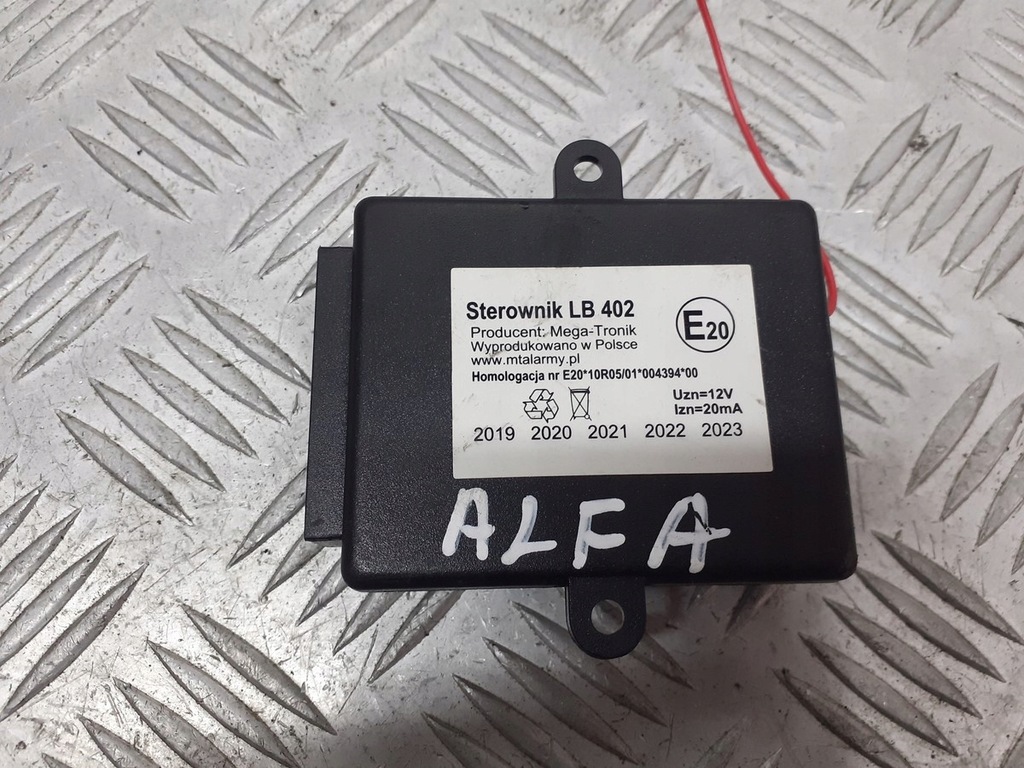 Sterownik LB 402
Producent: Mega-Tronik
Wyprodukowano w Polsce
www.mtalarmy.pl
Homologacja nr E20*10R05/01*004394*00
E20
Uzn=12V
Izn=20mA
2019 2020 2021 2022 2023
ALFA